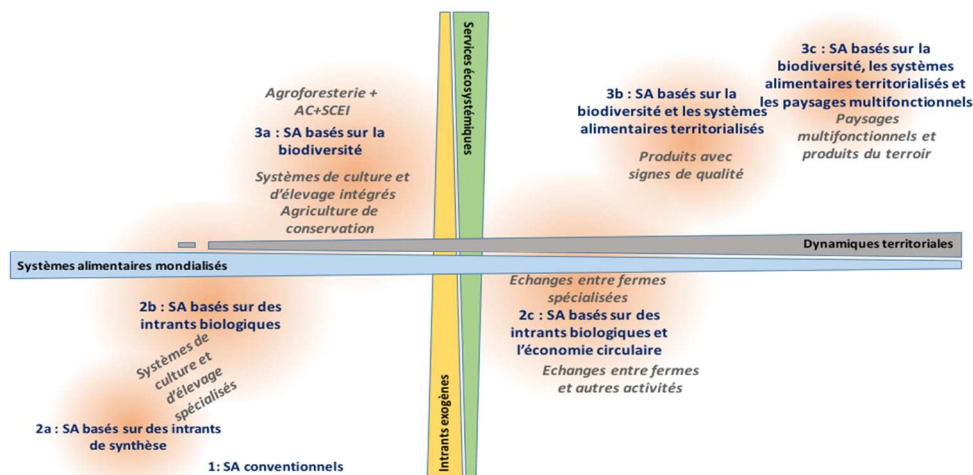 Agroforesterie +
AC+SCEI
3a : SA basés sur la
biodiversité
Systèmes de culture et
d’élevage intégrés
Agriculture de
conservation
Services écosystémiques
3b : SA basés sur la
biodiversité et les systèmes
alimentaires territorialisés
Produits avec
signes de qualité
3c : SA basés sur la
biodiversité, les systèmes
alimentaires territorialisés et
les paysages multifonctionnels
Paysages
multifonctionnels et
produits du terroir
Dynamiques territoriales
Systèmes alimentaires mondialisés
2b : SA basés sur des
intrants biologiques
Systèmes de
culture et
d’élevage
spécialisés
2a : SA basés sur des intrants
de synthèse
1: SA conventionnels
Intrants exogènes
Echanges entre fermes
spécialisées
2c : SA basés sur des
intrants biologiques et
l’économie circulaire
Echanges entre fermes
et autres activités